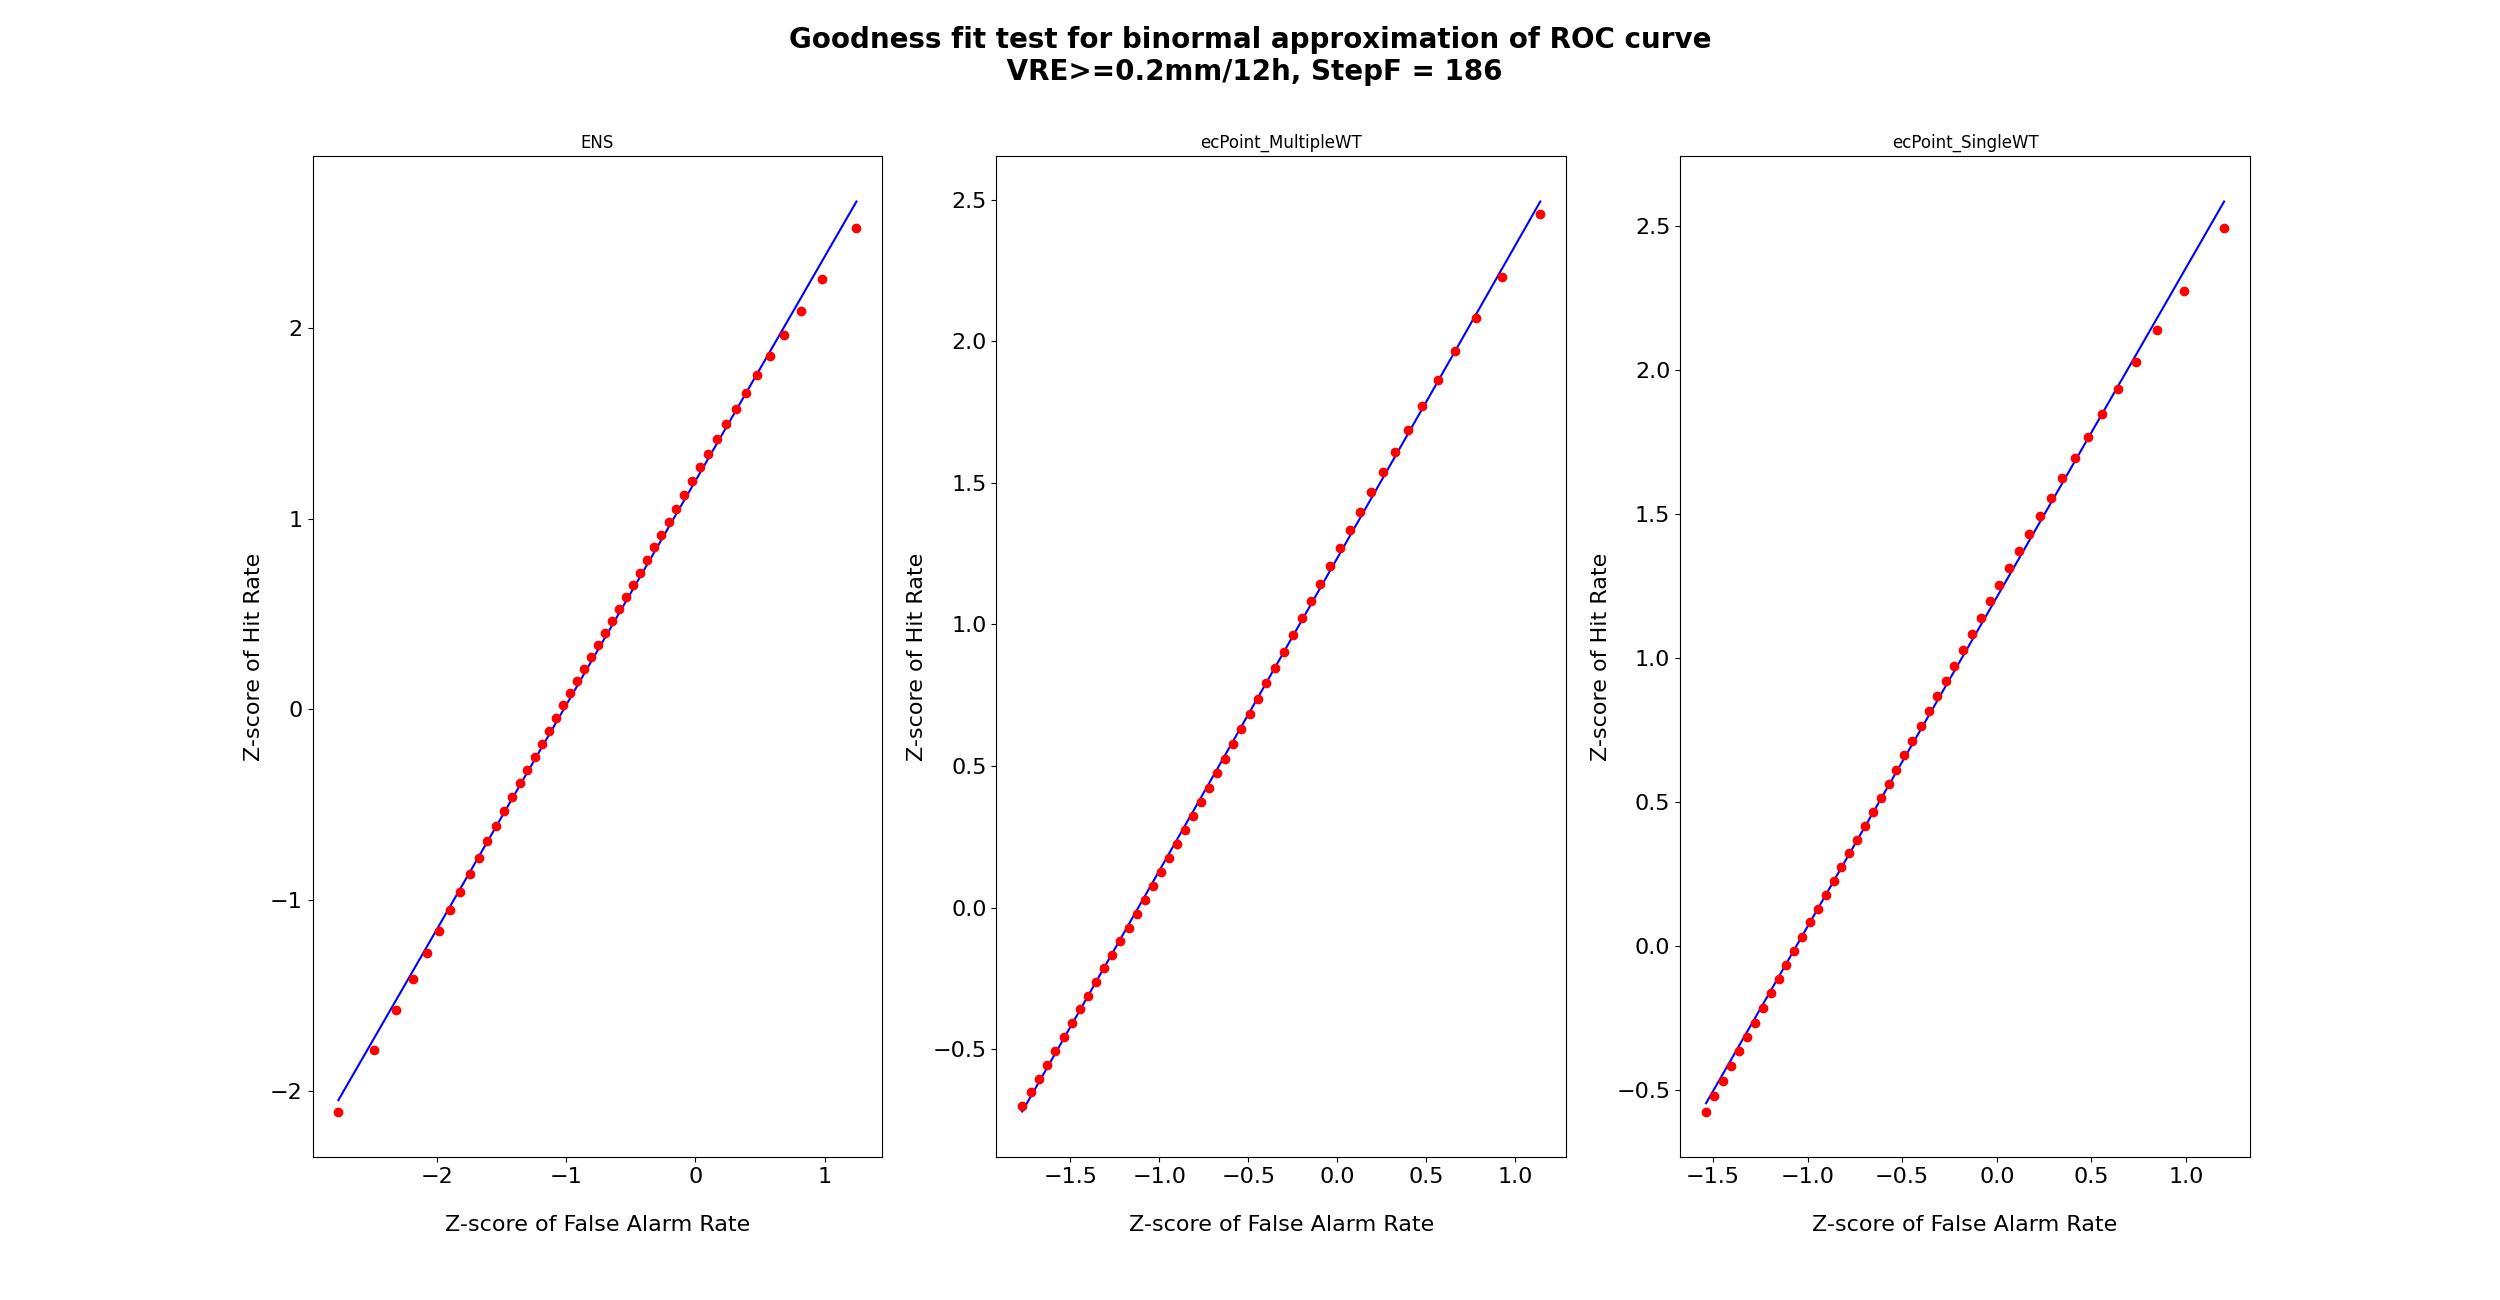 Goodness fit test for binormal approximation of ROC curve
VRE>=0.2mm/12h, StepF = 186
ENS
2
1
0
−1
−2
Z-score of Hit Rate
−2 −1 0 1
Z-score of False Alarm Rate
ecPoint_MultipleWT
2.5
2.0
1.5
1.0
0.5
0.0
−0.5
Z-score of Hit Rate
−1.5 −1.0 −0.5 0.0 0.5 1.0
Z-score of False Alarm Rate
ecPoint_SingleWT
2.5
2.0
1.5
1.0
0.5
0.0
−0.5
Z-score of Hit Rate
−1.5 −1.0 −0.5 0.0 0.5 1.0
Z-score of False Alarm Rate